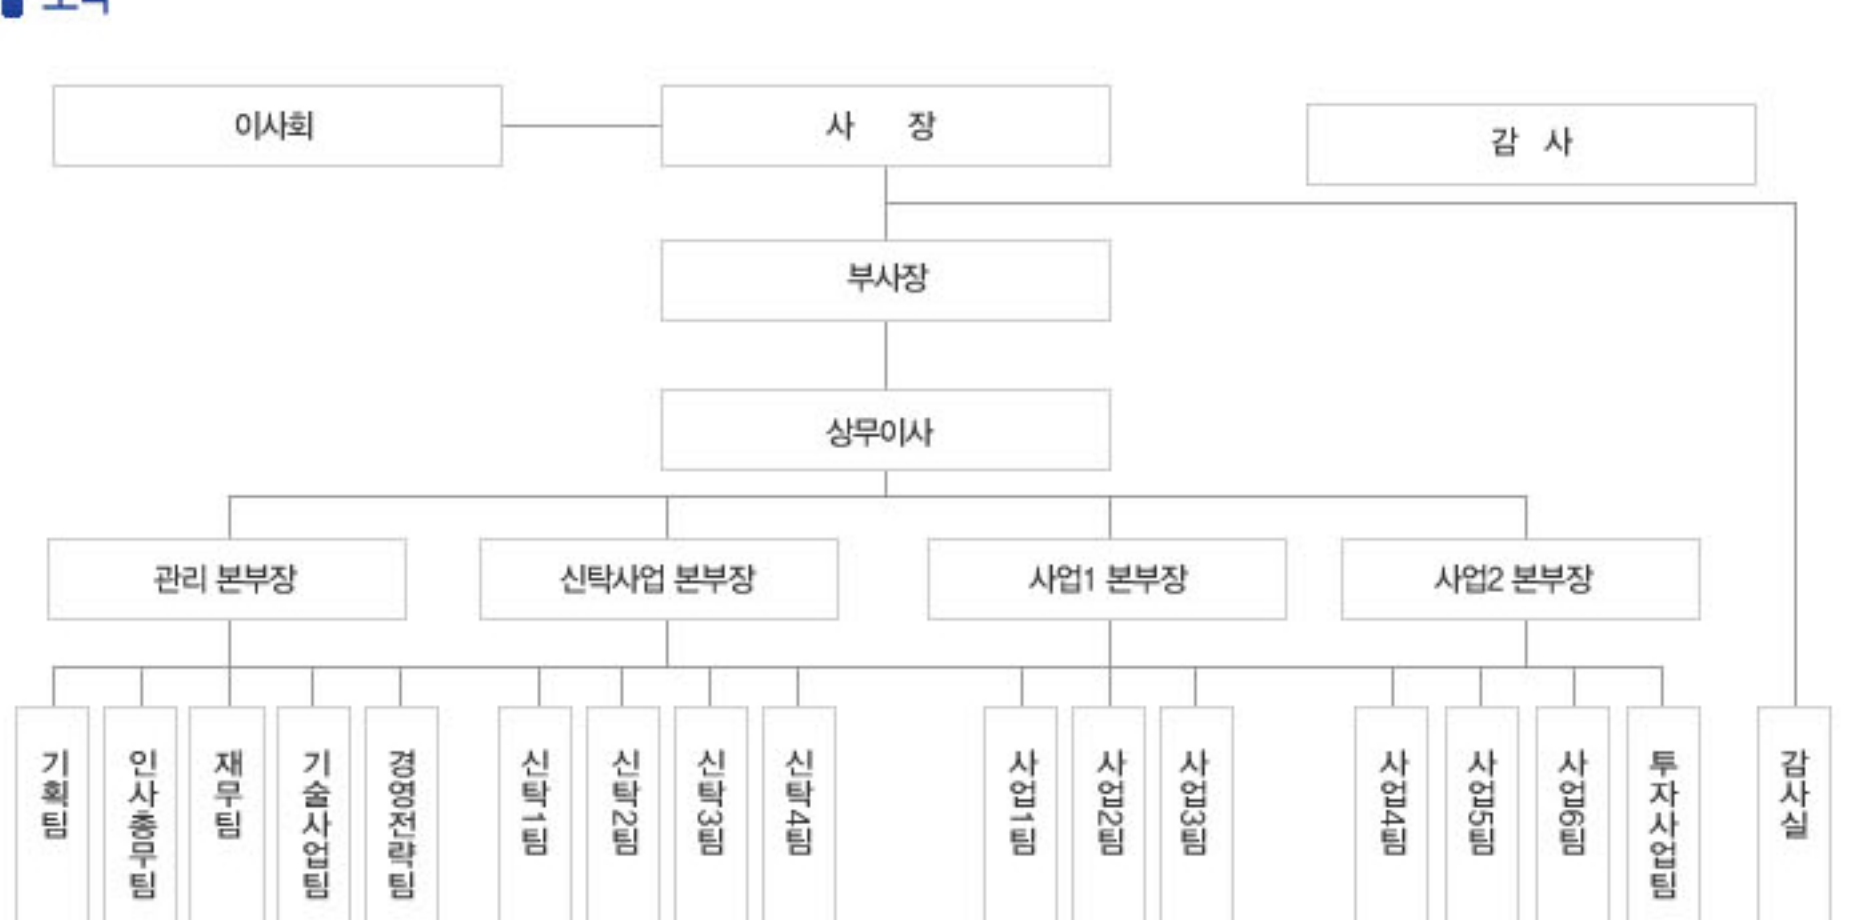 이사회
사 장
감 사
부사장
상무이사
관리 본부장
신탁사업 본부장
사업1 본부장
사업2 본부장
기획팀
인사총무팀
재무팀
기술사업팀
경영전략팀
신탁1팀
신탁2팀
신탁3팀
신탁4팀
사업1팀
사업2팀
사업3팀
사업4팀
사업5팀
사업6팀
투자사업팀
감사실